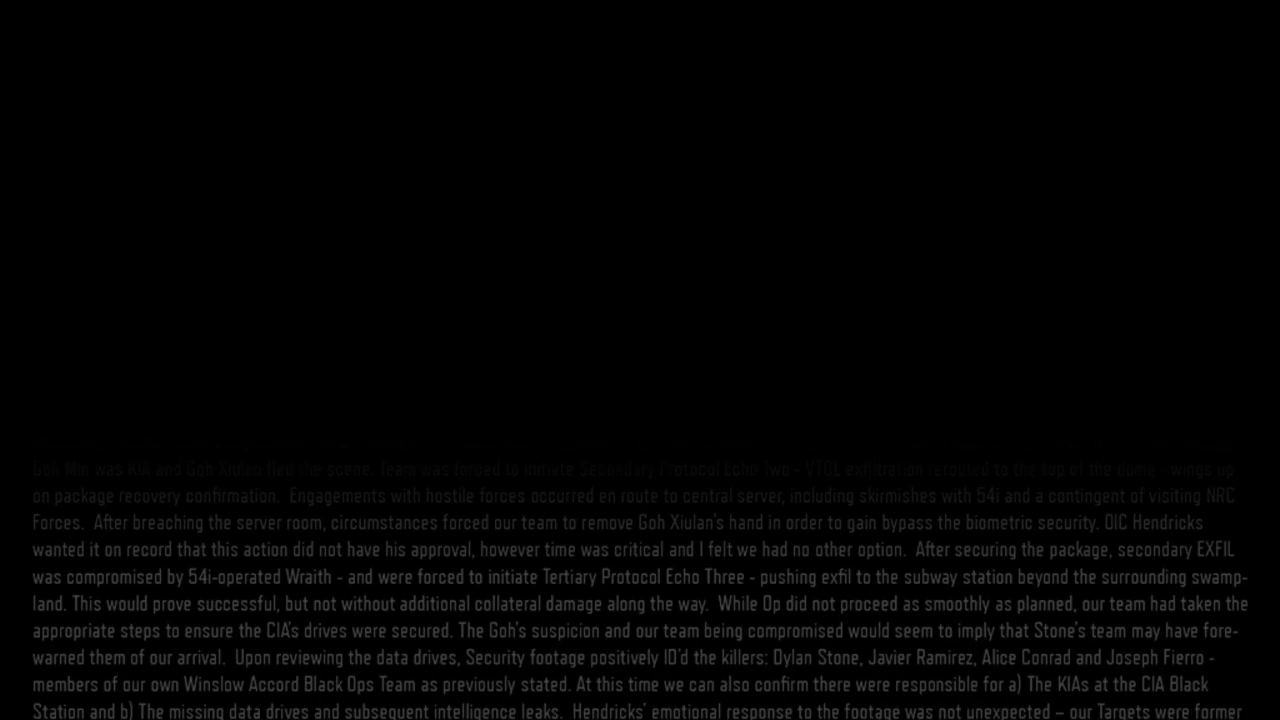 Goh Min was KIA and Goh Xiulan fled the scene. Team was forced to initiate Secondary Protocol Echo Two - VTOL exfiltration rerouted to the top of the dome - wings up
on package recovery confirmation.  Engagements with hostile forces occurred en route to central server, including skirmishes with 54i and a contingent of visiting NRC
Forces.  After breaching the server room, circumstances forced our team to remove Goh Xiulan's hand in order to gain bypass the biometric security. OIC Hendricks
wanted it on record that this action did not have his approval, however time was critical and I felt we had no other option.  After securing the package, secondary EXFIL
was compromised by 54i-operated Wraith - and were forced to initiate Tertiary Protocol Echo Three - pushing exfil to the subway station beyond the surrounding swamp-
land. This would prove successful, but not without additional collateral damage along the way.  While Op did not proceed as smoothly as planned, our team had taken the
appropriate steps to ensure the CIA's drives were secured. The Goh's suspicion and our team being compromised would seem to imply that Stone's team may have fore-
warned them of our arrival.  Upon reviewing the data drives, Security footage positively ID'd the killers: Dylan Stone, Javier Ramirez, Alice Conrad and Joseph Fierro -
members of our own Winslow Accord Black Ops Team as previously stated. At this time we can also confirm there were responsible for a) The KIAs at the CIA Black
Station and b) The missing data drives and subsequent intelligence leaks.  Hendricks' emotional response to the footage was not unexpected – our Targets were former